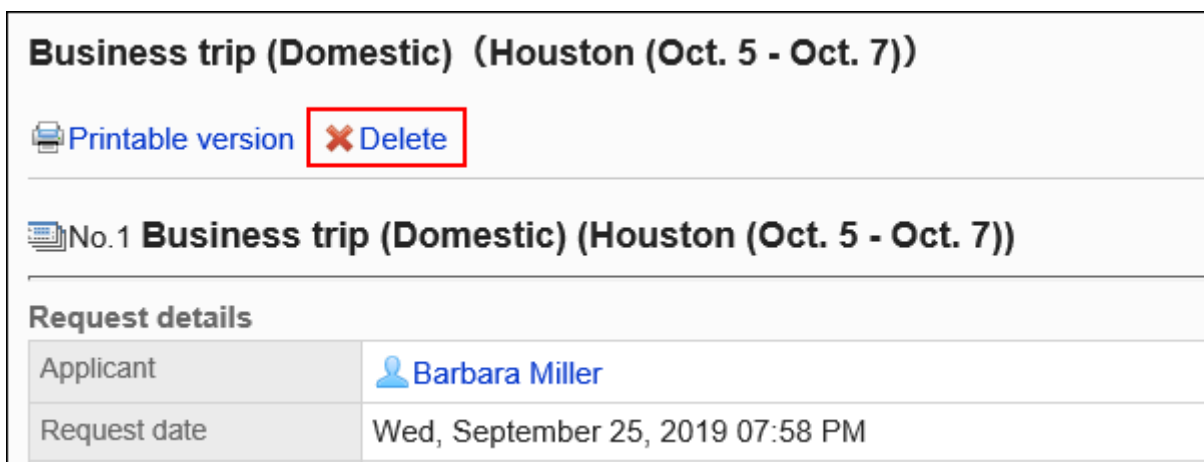 Business trip (Domestic)（Houston (Oct. 5 - Oct. 7)）
Printable version Delete
No.1 Business trip (Domestic) (Houston (Oct. 5 - Oct. 7))
Request details
Applicant Barbara Miller
Request date Wed, September 25, 2019 07:58 PM